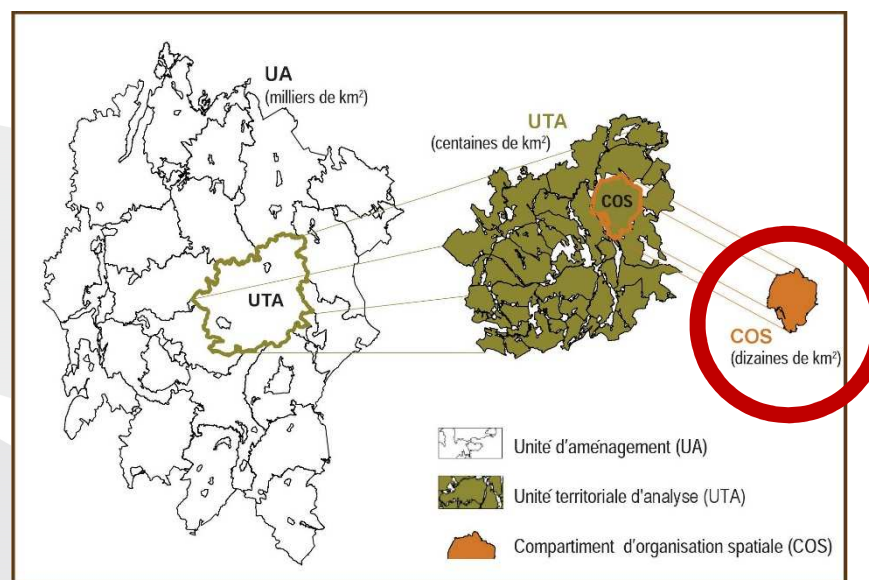 UA
(milliers de km²)
UTA
(centaines de km²)
COS
UTA
COS
(dizaines de km²)
Unité d'aménagement (UA)
Unité territoriale d'analyse (UTA)
Compartiment d'organisation spatiale (COS)